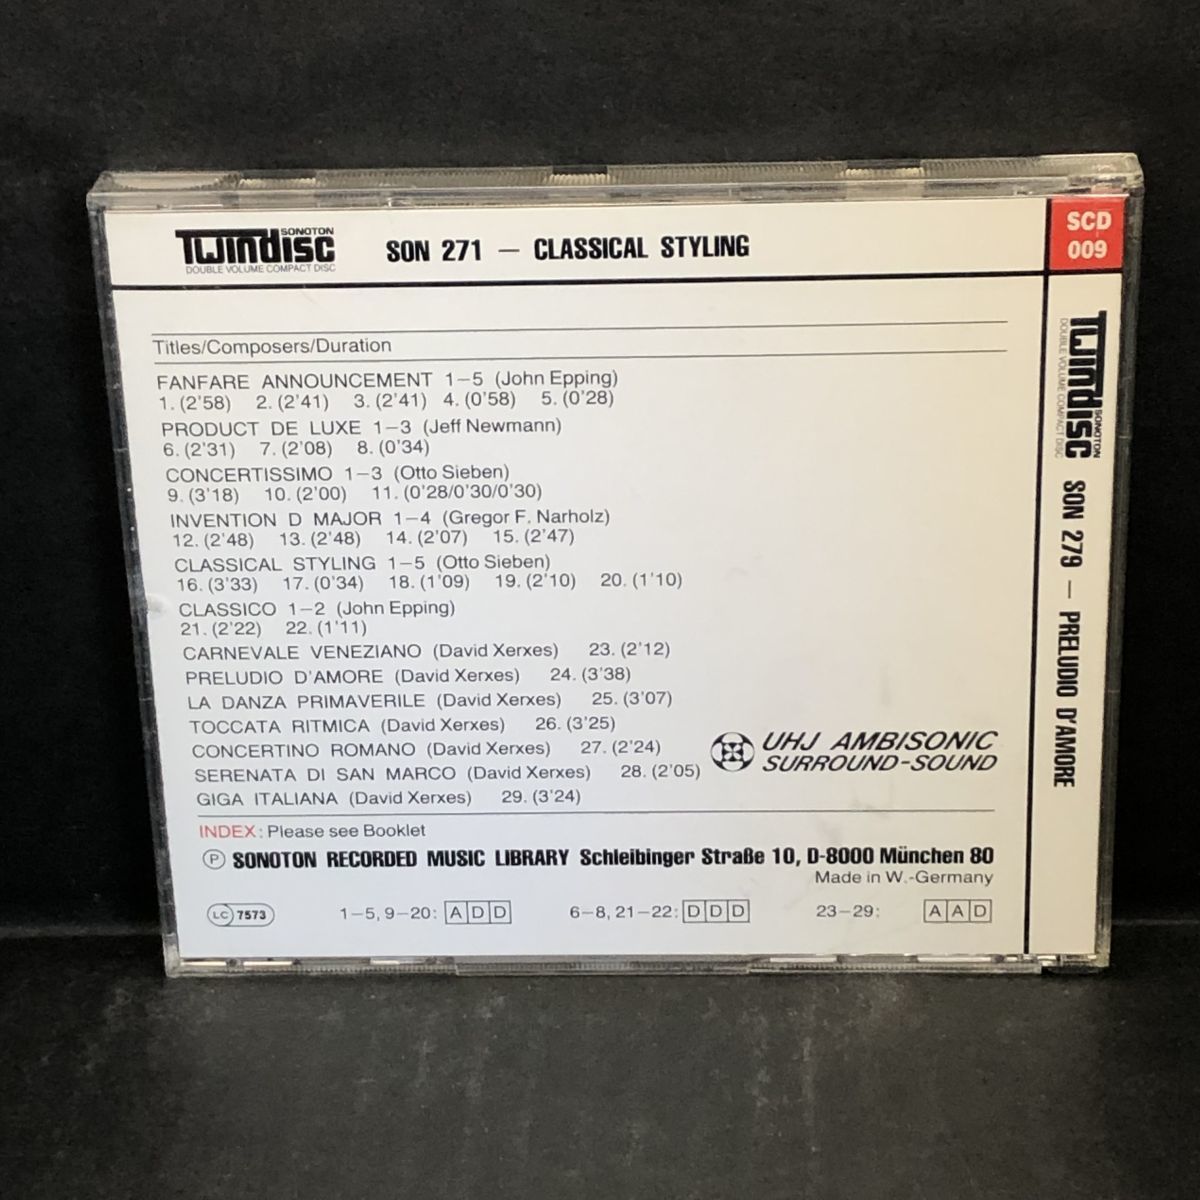 SONOTON
TWINDISC
DOUBLE VOLUME COMPACT DISC
SON 271 – CLASSICAL STYLING
Titles/Composers/Duration
FANFARE ANNOUNCEMENT 1–5 (John Epping)
1. (2'58) 2. (2'41) 3. (2'41) 4. (0'58) 5. (0'28)
PRODUCT DE LUXE 1–3 (Jeff Newmann)
6. (2'31) 7. (2'08) 8. (0'34)
CONCERTISSIMO 1–3 (Otto Sieben)
9. (3'18) 10. (2'00) 11. (0'28/0'30/0'30)
INVENTION D MAJOR 1–4 (Gregor F. Narholz)
12. (2'48) 13. (2'48) 14. (2'07) 15. (2'47)
CLASSICAL STYLING 1–5 (Otto Sieben)
16. (3'33) 17. (0'34) 18. (1'09) 19. (2'10) 20. (1'10)
CLASSICO 1–2 (John Epping)
21. (2'22) 22. (1'11)
CARNEVALE VENEZIANO (David Xerxes) 23. (2'12)
PRELUDIO D'AMORE (David Xerxes) 24. (3'38)
LA DANZA PRIMAVERILE (David Xerxes) 25. (3'07)
TOCCATA RITMICA (David Xerxes) 26. (3'25)
CONCERTINO ROMANO (David Xerxes) 27. (2'24)
SERENATA DI SAN MARCO (David Xerxes) 28. (2'05)
GIGA ITALIANA (David Xerxes) 29. (3'24)
UHJ AMBISONIC
SURROUND-SOUND
INDEX: Please see Booklet
Ⓟ SONOTON RECORDED MUSIC LIBRARY Schleibinger Straße 10, D-8000 München 80
Made in W.-Germany
LC 7573 1–5, 9–20: ADD 6–8, 21–22: DDD 23–29: AAD
SCD
009
SONOTON
TWINDISC
DOUBLE VOLUME COMPACT DISC
SON 279 – PRELUDIO D'AMORE